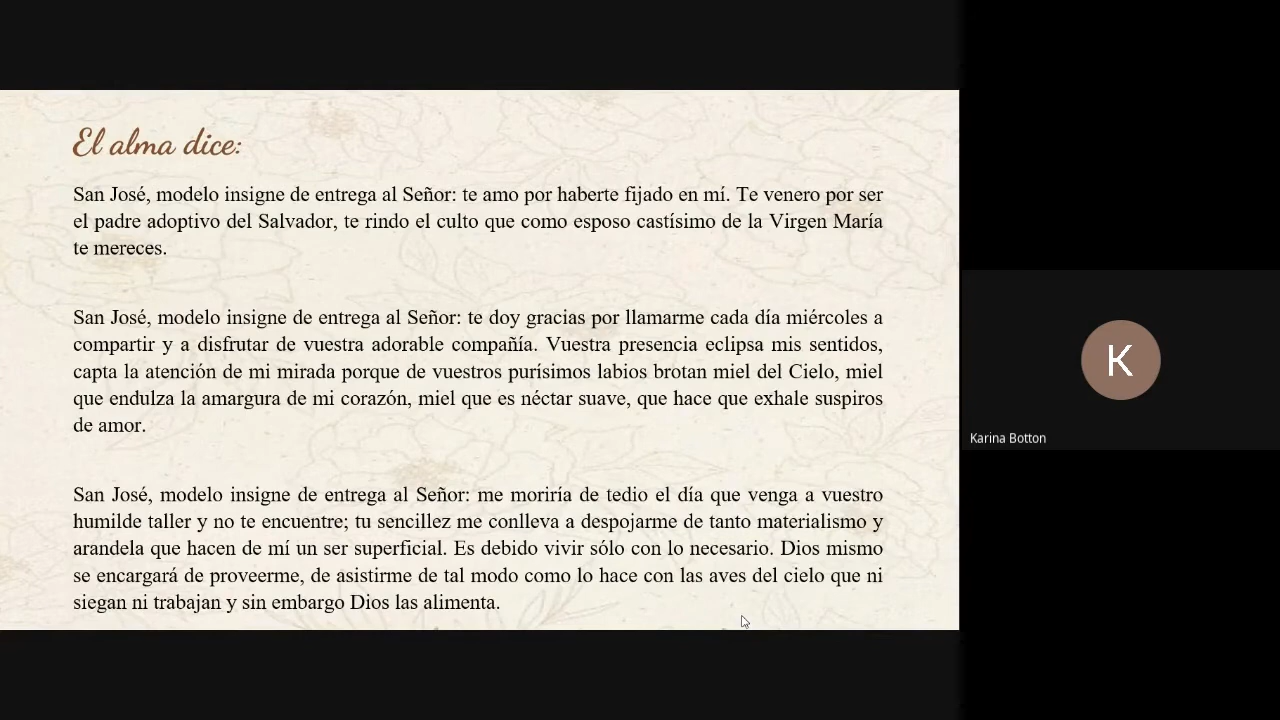 El alma dice:
San José, modelo insigne de entrega al Señor: te amo por haberte fijado en mí. Te venero por ser
el padre adoptivo del Salvador, te rindo el culto que como esposo castísimo de la Virgen María
te mereces.
San José, modelo insigne de entrega al Señor: te doy gracias por llamarme cada día miércoles a
compartir y a disfrutar de vuestra adorable compañía. Vuestra presencia eclipsa mis sentidos,
capta la atención de mi mirada porque de vuestros purísimos labios brotan miel del Cielo, miel
que endulza la amargura de mi corazón, miel que es néctar suave, que hace que exhale suspiros
de amor.
San José, modelo insigne de entrega al Señor: me moriría de tedio el día que venga a vuestro
humilde taller y no te encuentre; tu sencillez me conlleva a despojarme de tanto materialismo y
arandela que hacen de mí un ser superficial. Es debido vivir sólo con lo necesario. Dios mismo
se encargará de proveerme, de asistirme de tal modo como lo hace con las aves del cielo que ni
siegan ni trabajan y sin embargo Dios las alimenta.
K
Karina Botton